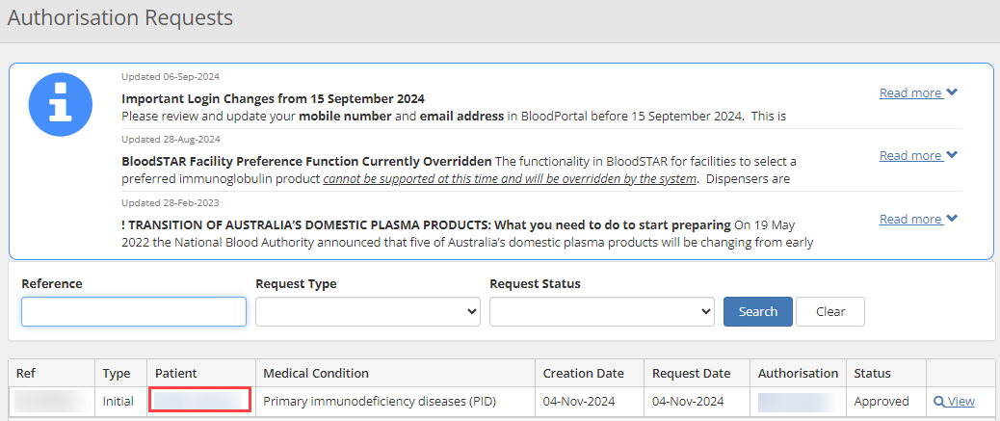 Authorisation Requests
Updated 06-Sep-2024
Important Login Changes from 15 September 2024
Read more
Please review and update your mobile number and email address in BloodPortal before 15 September 2024. This is
Updated 28-Aug-2024
BloodSTAR Facility Preference Function Currently Overridden The functionality in BloodSTAR for facilities to select a
Read more
preferred immunoglobulin product cannot be supported at this time and will be overridden by the system. Dispensers are
Updated 28-Feb-2023
! TRANSITION OF AUSTRALIA'S DOMESTIC PLASMA PRODUCTS: What you need to do to start preparing On 19 May
Read more
2022 the National Blood Authority announced that five of Australia's domestic plasma products will be changing from early
Reference Request Type Request Status
Search Clear
Ref Type Patient Medical Condition Creation Date Request Date Authorisation Status
Initial Primary immunodeficiency diseases (PID) 04-Nov-2024 04-Nov-2024 Approved View